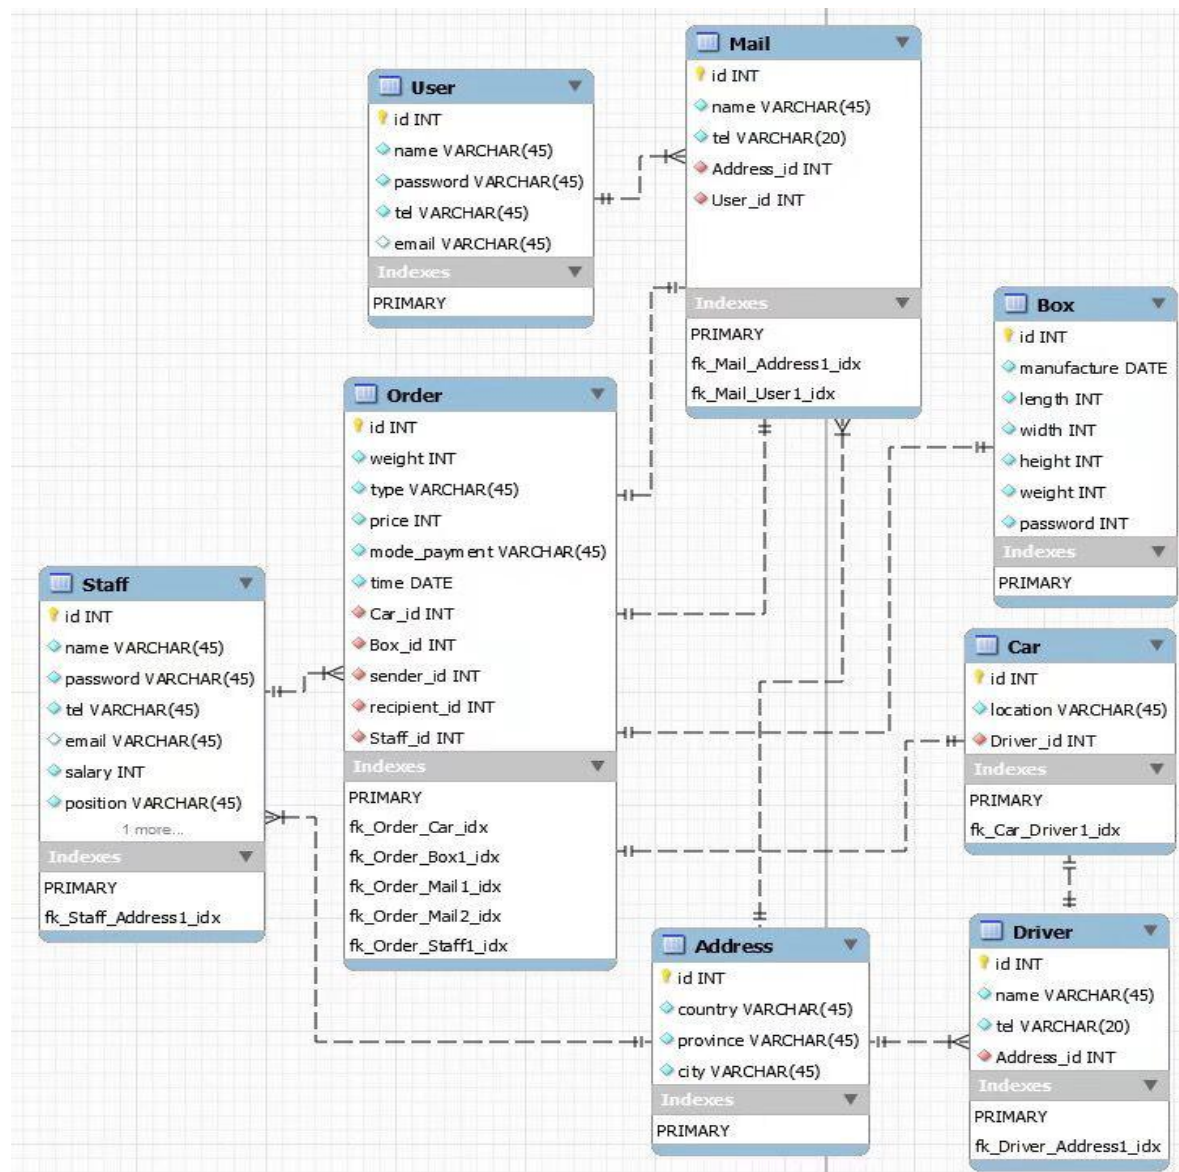 Mail
id INT
name VARCHAR(45)
tel VARCHAR(20)
Address_id INT
User_id INT
Indexes
PRIMARY
fk_Mail_Address1_idx
fk_Mail_User1_idx
User
id INT
name VARCHAR(45)
password VARCHAR(45)
tel VARCHAR(45)
email VARCHAR(45)
Indexes
PRIMARY
Box
id INT
manufacture DATE
length INT
width INT
height INT
weight INT
password INT
Indexes
PRIMARY
Order
id INT
weight INT
type VARCHAR(45)
price INT
mode_payment VARCHAR(45)
time DATE
Car_id INT
Box_id INT
sender_id INT
recipient_id INT
Staff_id INT
Indexes
PRIMARY
fk_Order_Car_idx
fk_Order_Box1_idx
fk_Order_Mail1_idx
fk_Order_Mail2_idx
fk_Order_Staff1_idx
Staff
id INT
name VARCHAR(45)
password VARCHAR(45)
tel VARCHAR(45)
email VARCHAR(45)
salary INT
position VARCHAR(45)
1 more...
Indexes
PRIMARY
fk_Staff_Address1_idx
Car
id INT
location VARCHAR(45)
Driver_id INT
Indexes
PRIMARY
fk_Car_Driver1_idx
Address
id INT
country VARCHAR(45)
province VARCHAR(45)
city VARCHAR(45)
Indexes
PRIMARY
Driver
id INT
name VARCHAR(45)
tel VARCHAR(20)
Address_id INT
Indexes
PRIMARY
fk_Driver_Address1_idx